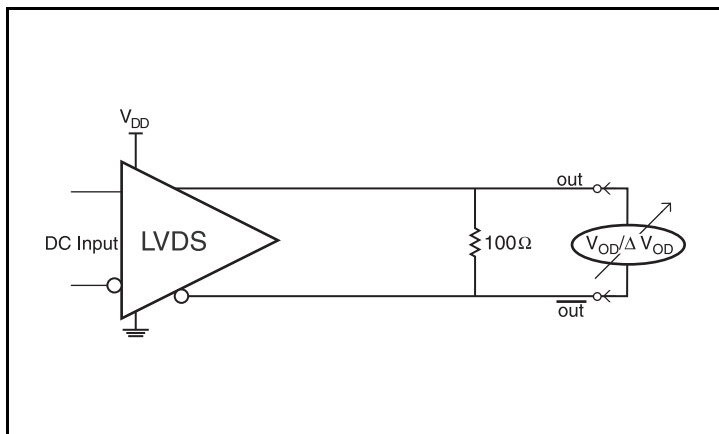 V_DD
out
DC Input
LVDS
100Ω
V_OD/Δ V_OD
out